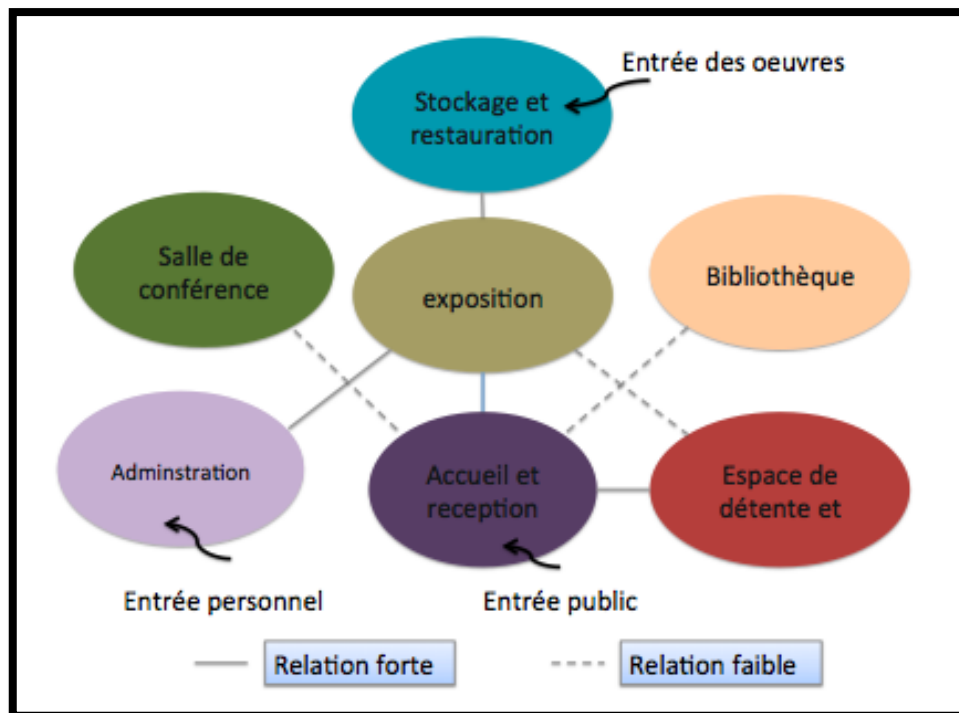 Entrée des oeuvres
Stockage et
restauration
Salle de
conférence
exposition
Bibliothèque
Adminstration
Accueil et
reception
Espace de
détente et
Entrée personnel
Entrée public
Relation forte
Relation faible